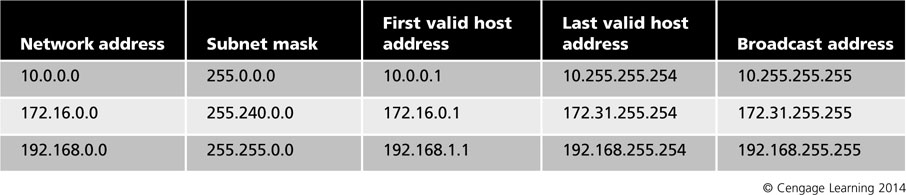 Network address Subnet mask First valid host address Last valid host address Broadcast address
10.0.0.0 255.0.0.0 10.0.0.1 10.255.255.254 10.255.255.255
172.16.0.0 255.240.0.0 172.16.0.1 172.31.255.254 172.31.255.255
192.168.0.0 255.255.0.0 192.168.1.1 192.168.255.254 192.168.255.255
© Cengage Learning 2014